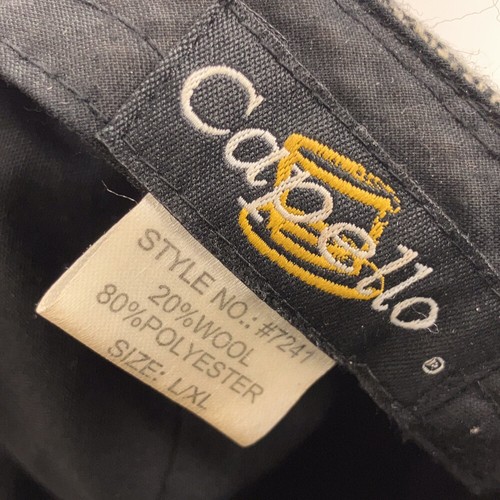 Capello
®
STYLE NO.: #7241
20%WOOL
80%POLYESTER
SIZE: L/XL